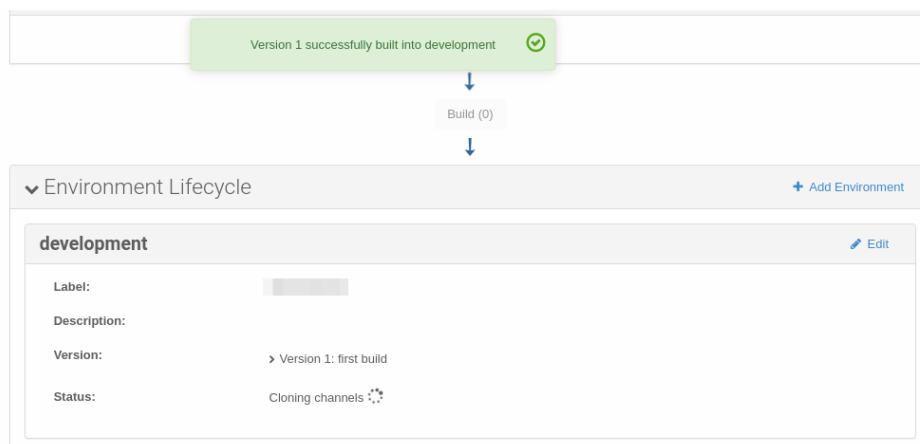 Version 1 successfully built into development
Build (0)
Environment Lifecycle
Add Environment
development
Edit
Label:
Description:
Version:
Version 1: first build
Status:
Cloning channels